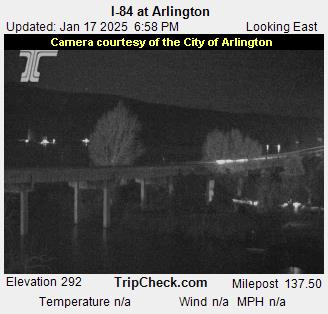 I-84 at Arlington
Updated: Jan 17 2025 6:58 PM Looking East
Camera courtesy of the City of Arlington
Elevation 292 TripCheck.com Milepost 137.50
Temperature n/a Wind n/a MPH n/a